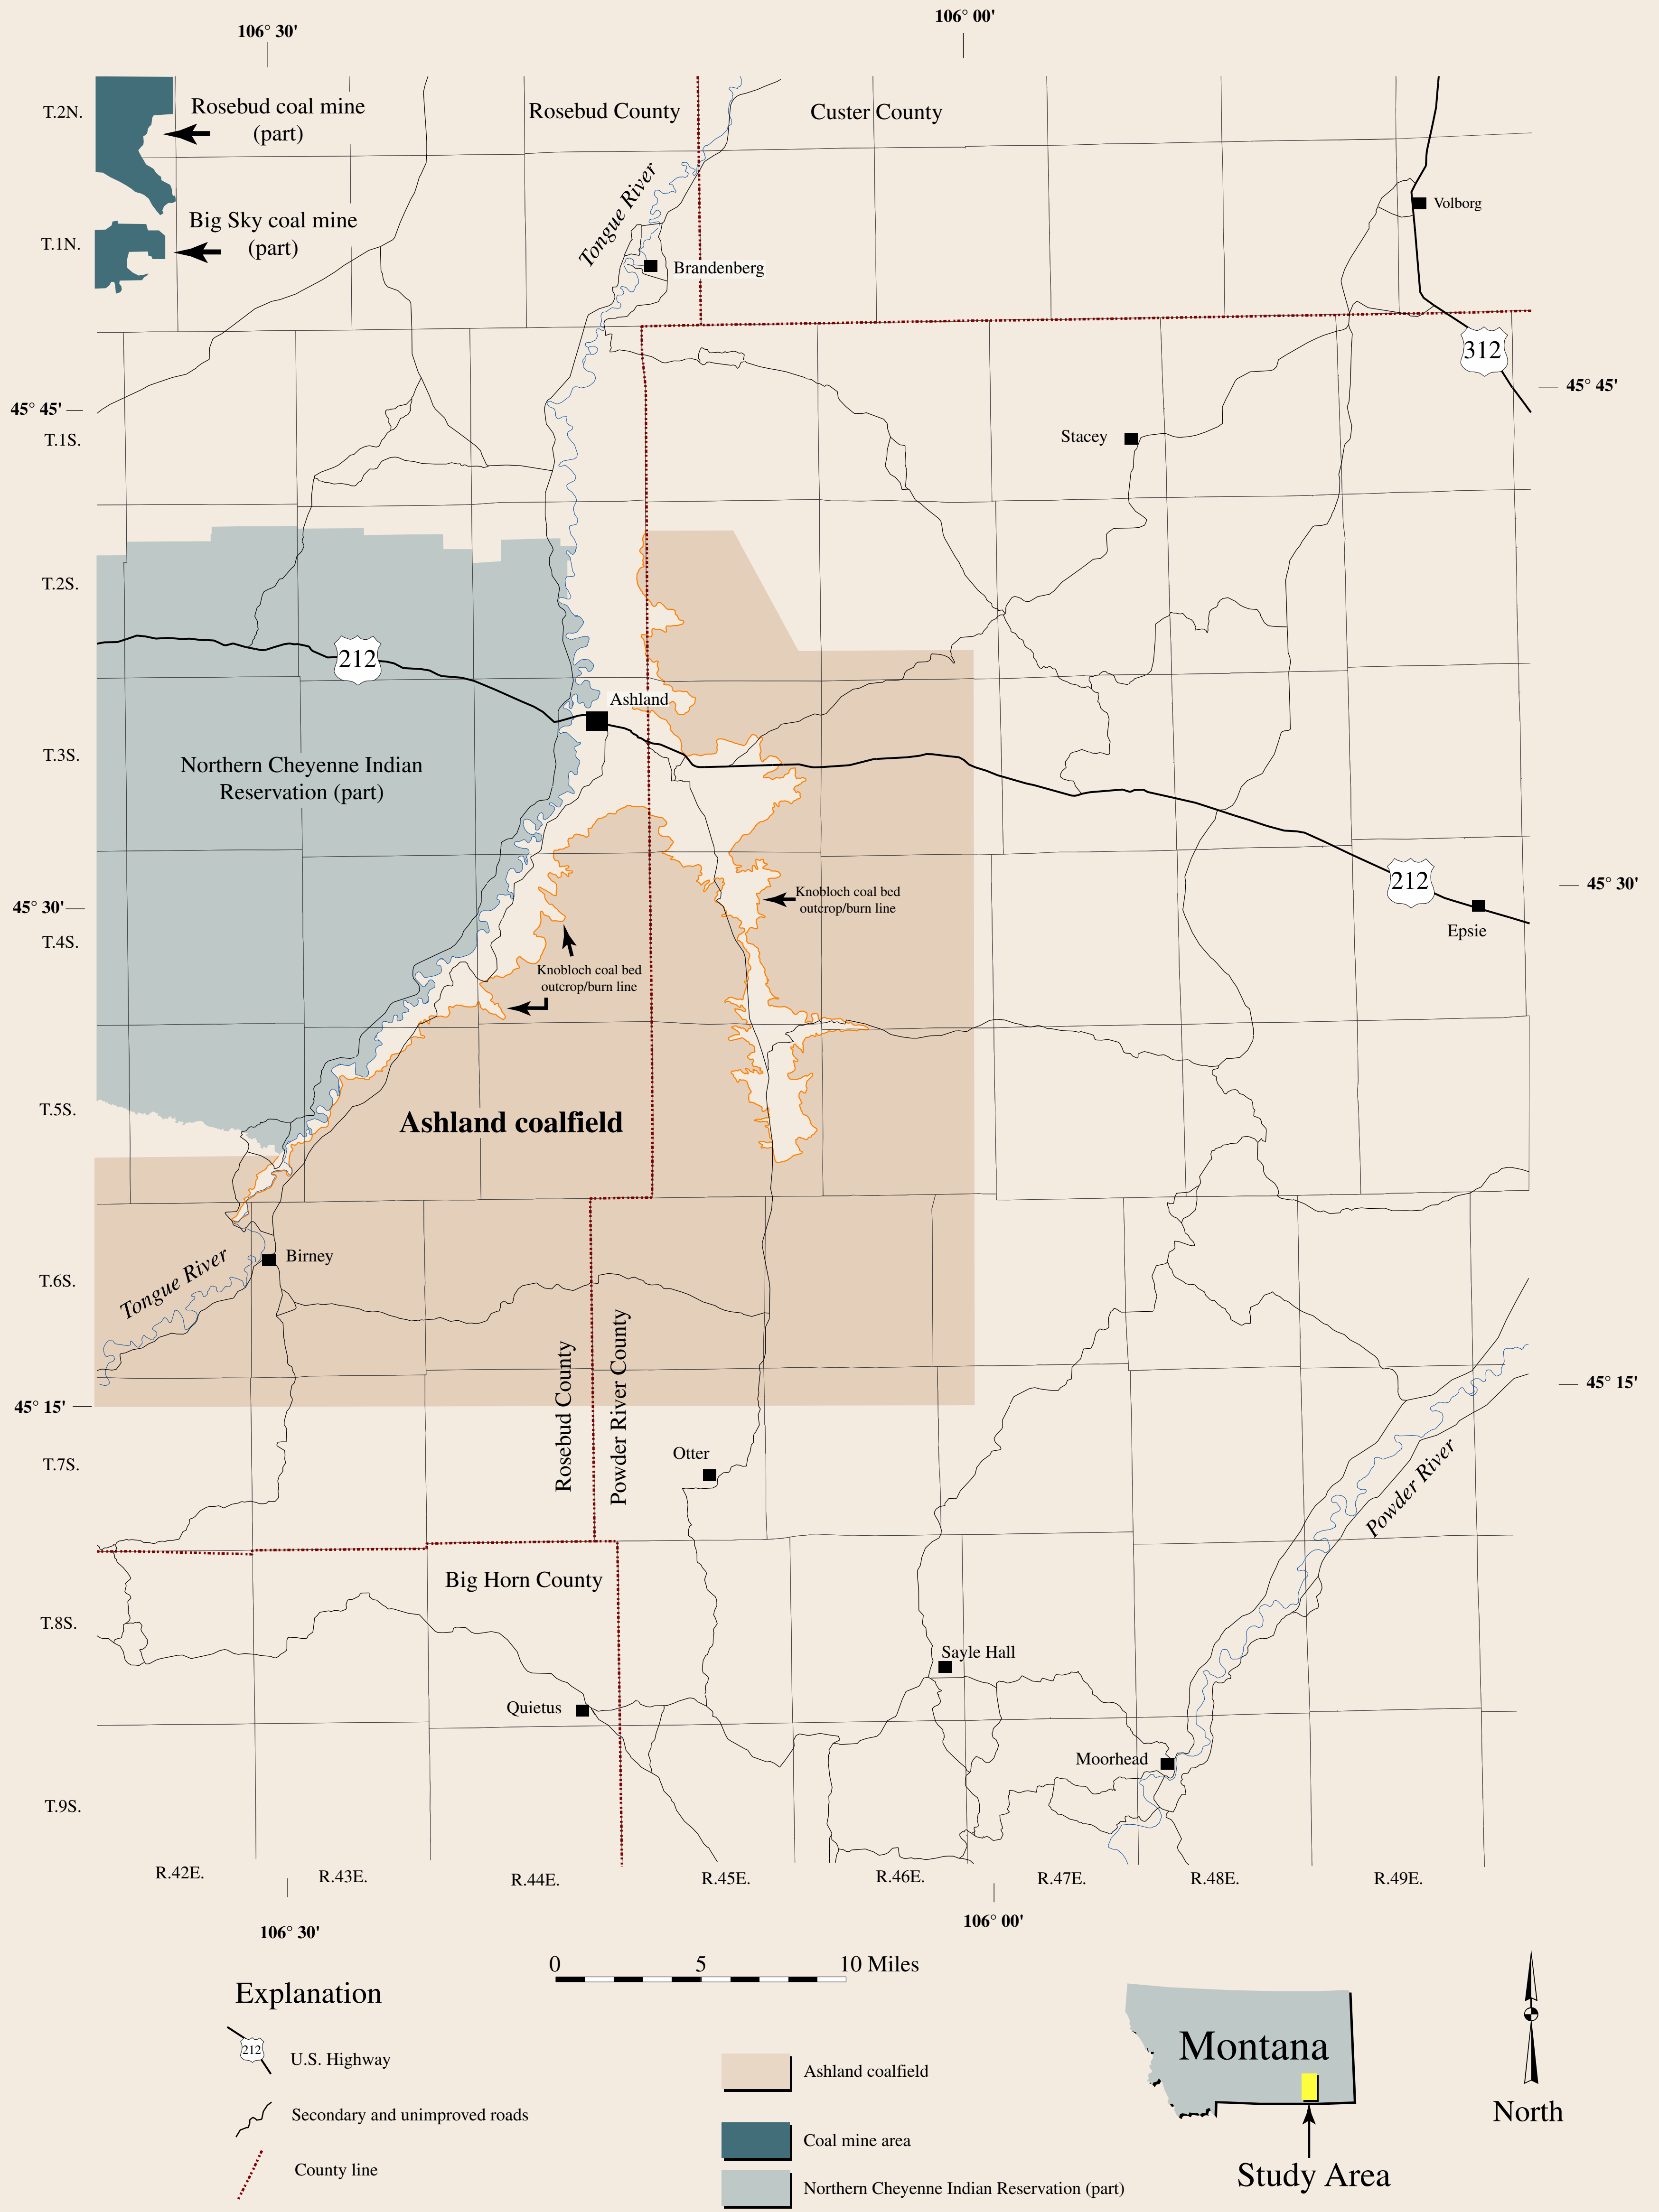 106° 30'
106° 00'
T.2N.
Rosebud coal mine
(part)
Rosebud County
Custer County
Tongue River
Volborg
Big Sky coal mine
(part)
T.1N.
Brandenberg
312
45° 45'
45° 45'
T.1S.
Stacey
T.2S.
212
Ashland
T.3S.
Northern Cheyenne Indian
Reservation (part)
212
45° 30'
45° 30'
Knobloch coal bed
outcrop/burn line
Epsie
T.4S.
Knobloch coal bed
outcrop/burn line
T.5S.
Ashland coalfield
Birney
Tongue River
T.6S.
Rosebud County
Powder River County
45° 15'
45° 15'
Otter
T.7S.
Powder River
Big Horn County
T.8S.
Sayle Hall
Quietus
Moorhead
T.9S.
R.42E.
R.43E.
R.44E.
R.45E.
R.46E.
R.47E.
R.48E.
R.49E.
106° 30'
106° 00'
0 5 10 Miles
Explanation
212
U.S. Highway
Secondary and unimproved roads
County line
Ashland coalfield
Coal mine area
Northern Cheyenne Indian Reservation (part)
Montana
Study Area
North